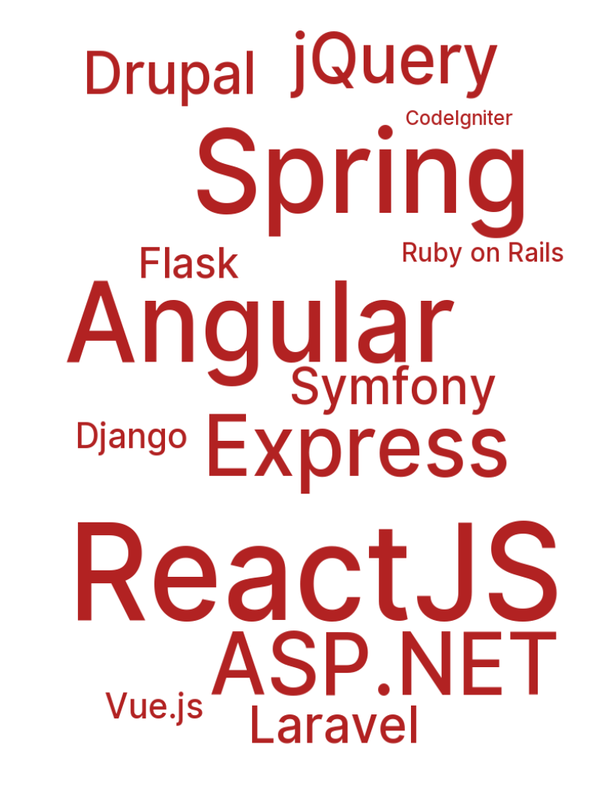 jQuery
Drupal
CodeIgniter
Spring
Ruby on Rails
Flask
Angular
Symfony
Django
Express
ReactJS
ASP.NET
Vue.js
Laravel